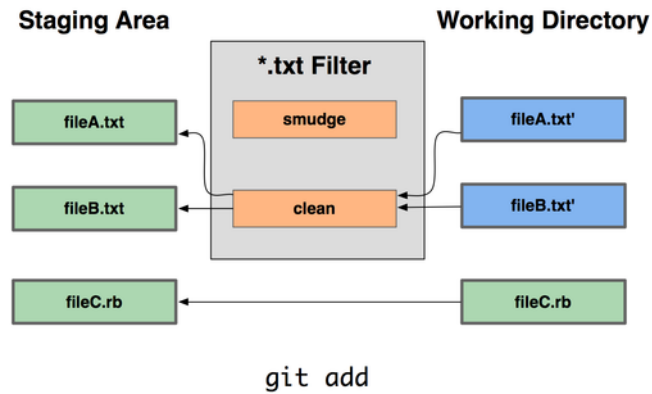 Staging Area
Working Directory
*.txt Filter
fileA.txt
smudge
fileA.txt'
fileB.txt
clean
fileB.txt'
fileC.rb
fileC.rb
git add